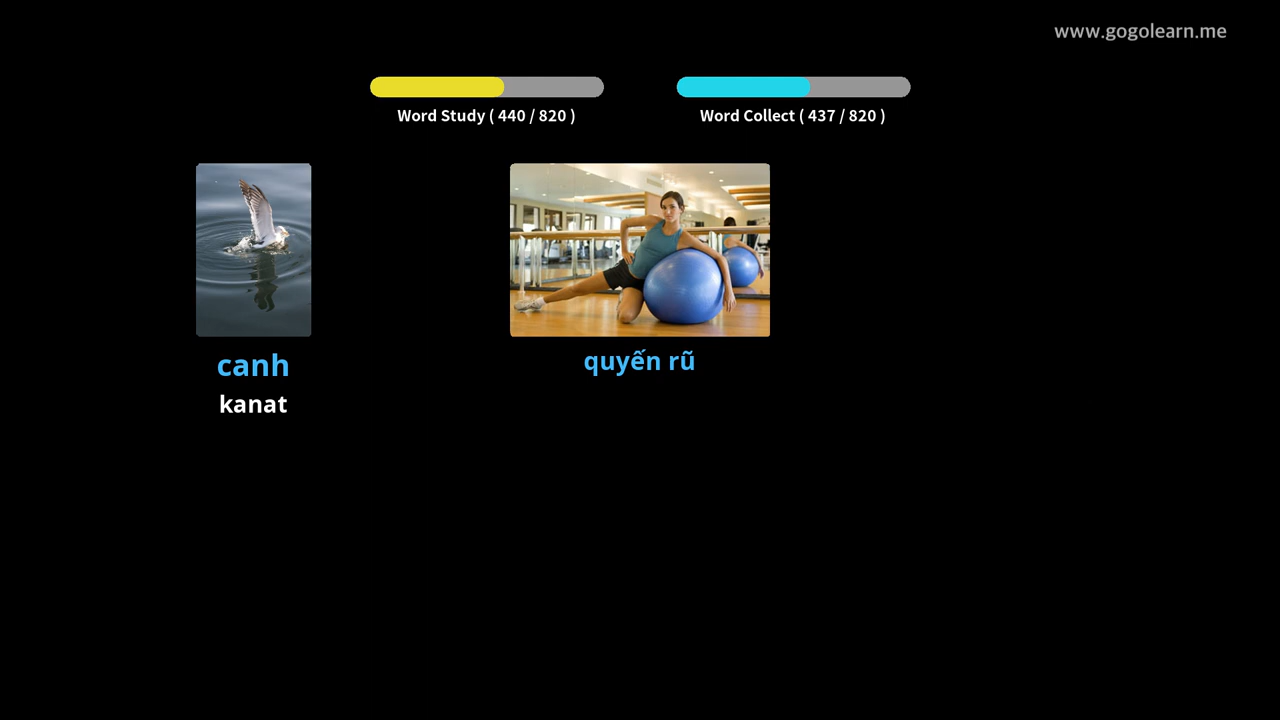 www.gogolearn.me
Word Study ( 440 / 820 )
Word Collect ( 437 / 820 )
canh
kanat
quyến rũ